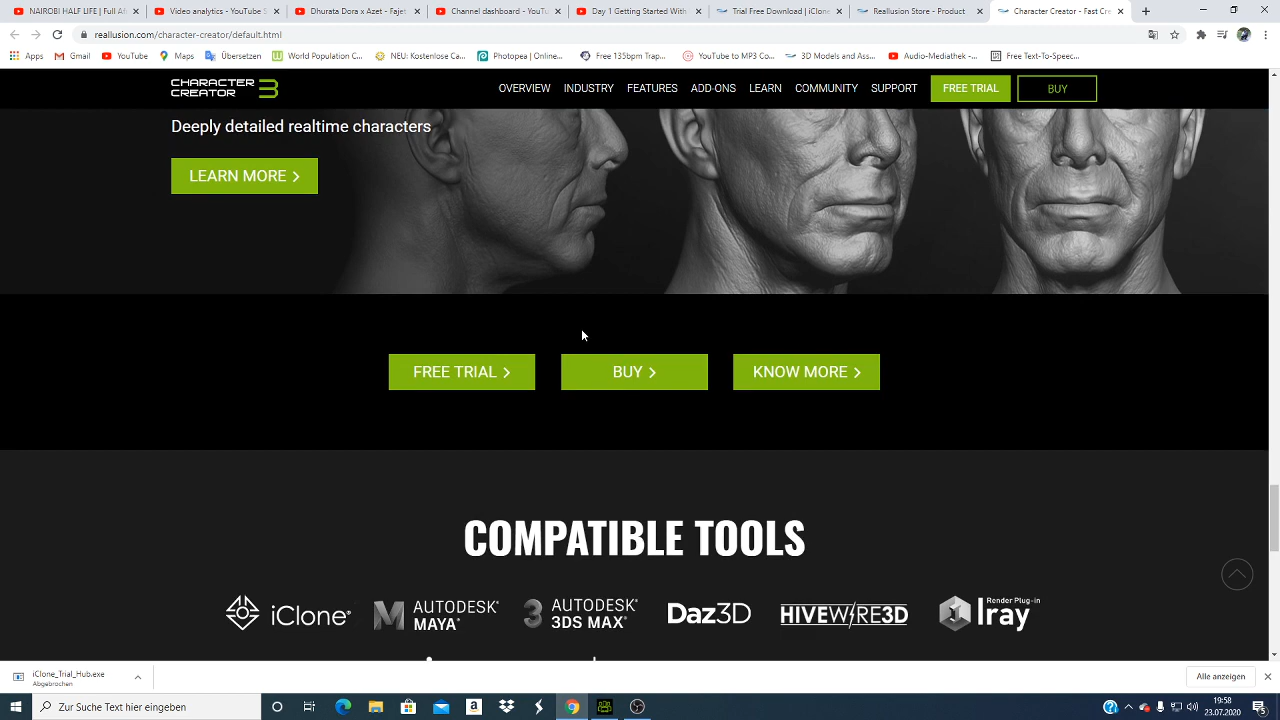 NAIROBI HALF LIFE | Full Af
Video analytics - YouTube S
Dhurata Dora x Azet - Fajet
Channel dashboard - YouTu
Day 1 Getting Started With
Trial Free Download | iClone
Reallusion Store - Product
Character Creator - Fast Cre
reallusion.com/character-creator/default.html
Apps
Gmail
YouTube
Maps
Übersetzen
World Population C...
NEU: Kostenlose E...
Photopea | Online...
Free 135bpm Trap...
YouTube to MP3 Co...
3D Models and Ass...
Audio-Mediathek -...
Free Text-To-Speec...
CHARACTER
CREATOR 3
OVERVIEW INDUSTRY FEATURES ADD-ONS LEARN COMMUNITY SUPPORT FREE TRIAL BUY
Deeply detailed realtime characters
LEARN MORE
FREE TRIAL
BUY
KNOW MORE
COMPATIBLE TOOLS
iClone®
AUTODESK®
MAYA®
AUTODESK®
3DS MAX®
Daz3D
HIVEWIRE3D
Render Plug-in
Iray
iClone_Trial_Hub.exe
Abgebrochen
Alle anzeigen
Zur Suche Text hier eingeben
19:58
23.07.2020